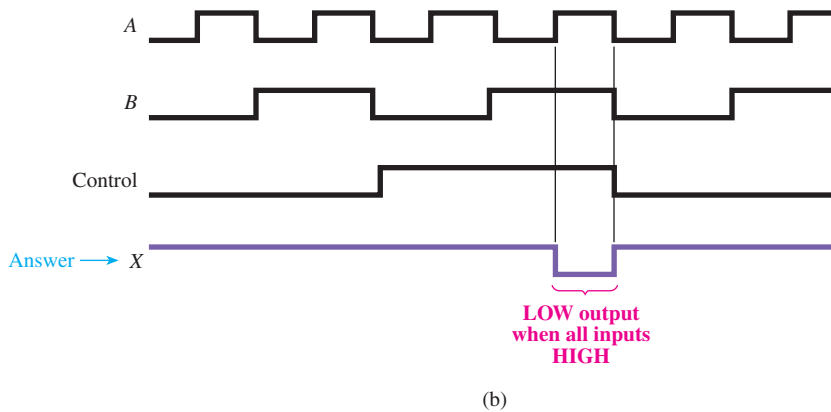 A
B
Control
Answer → X
LOW output
when all inputs
HIGH
(b)